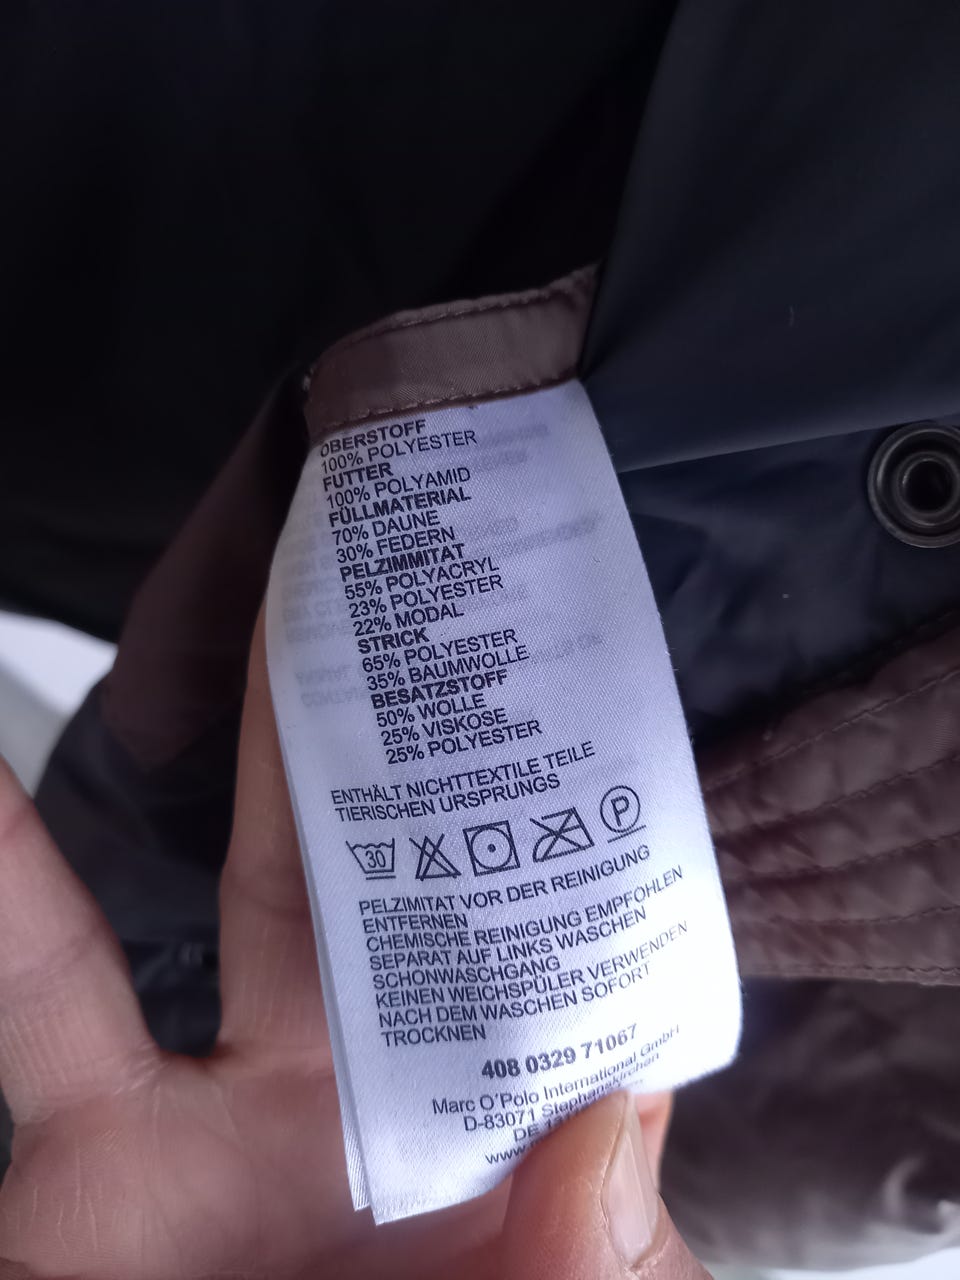 OBERSTOFF
100% POLYESTER
FUTTER
100% POLYAMID
FÜLLMATERIAL
70% DAUNE
30% FEDERN
PELZIMMITAT
55% POLYACRYL
23% POLYESTER
22% MODAL
STRICK
65% POLYESTER
35% BAUMWOLLE
BESATZSTOFF
50% WOLLE
25% VISKOSE
25% POLYESTER
ENTHÄLT NICHTTEXTILE TEILE
TIERISCHEN URSPRUNGS
30 P
PELZIMITAT VOR DER REINIGUNG
ENTFERNEN
CHEMISCHE REINIGUNG EMPFOHLEN
SEPARAT AUF LINKS WASCHEN
SCHONWASCHGANG
KEINEN WEICHSPÜLER VERWENDEN
NACH DEM WASCHEN SOFORT
TROCKNEN
408 0329 71067
Marc O'Polo International GmbH
D-83071 Stephanskirchen
DE
www.